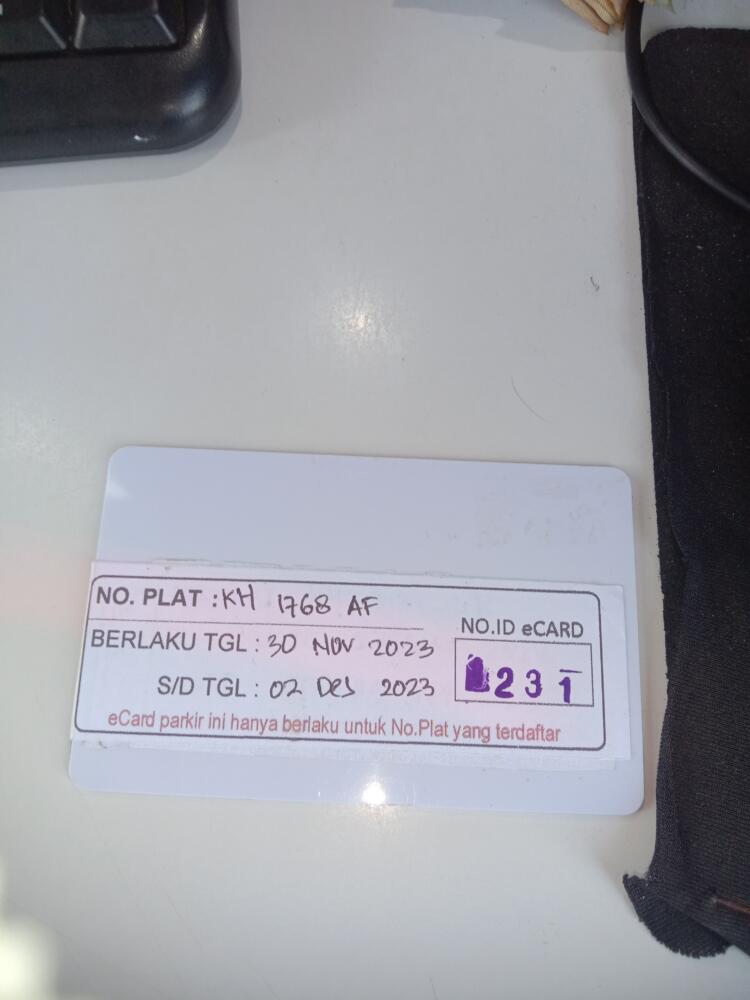 NO. PLAT : KH 1768 AF
NO.ID eCARD
BERLAKU TGL : 30 NOV 2023
231
S/D TGL : 02 Des 2023
eCard parkir ini hanya berlaku untuk No.Plat yang terdaftar